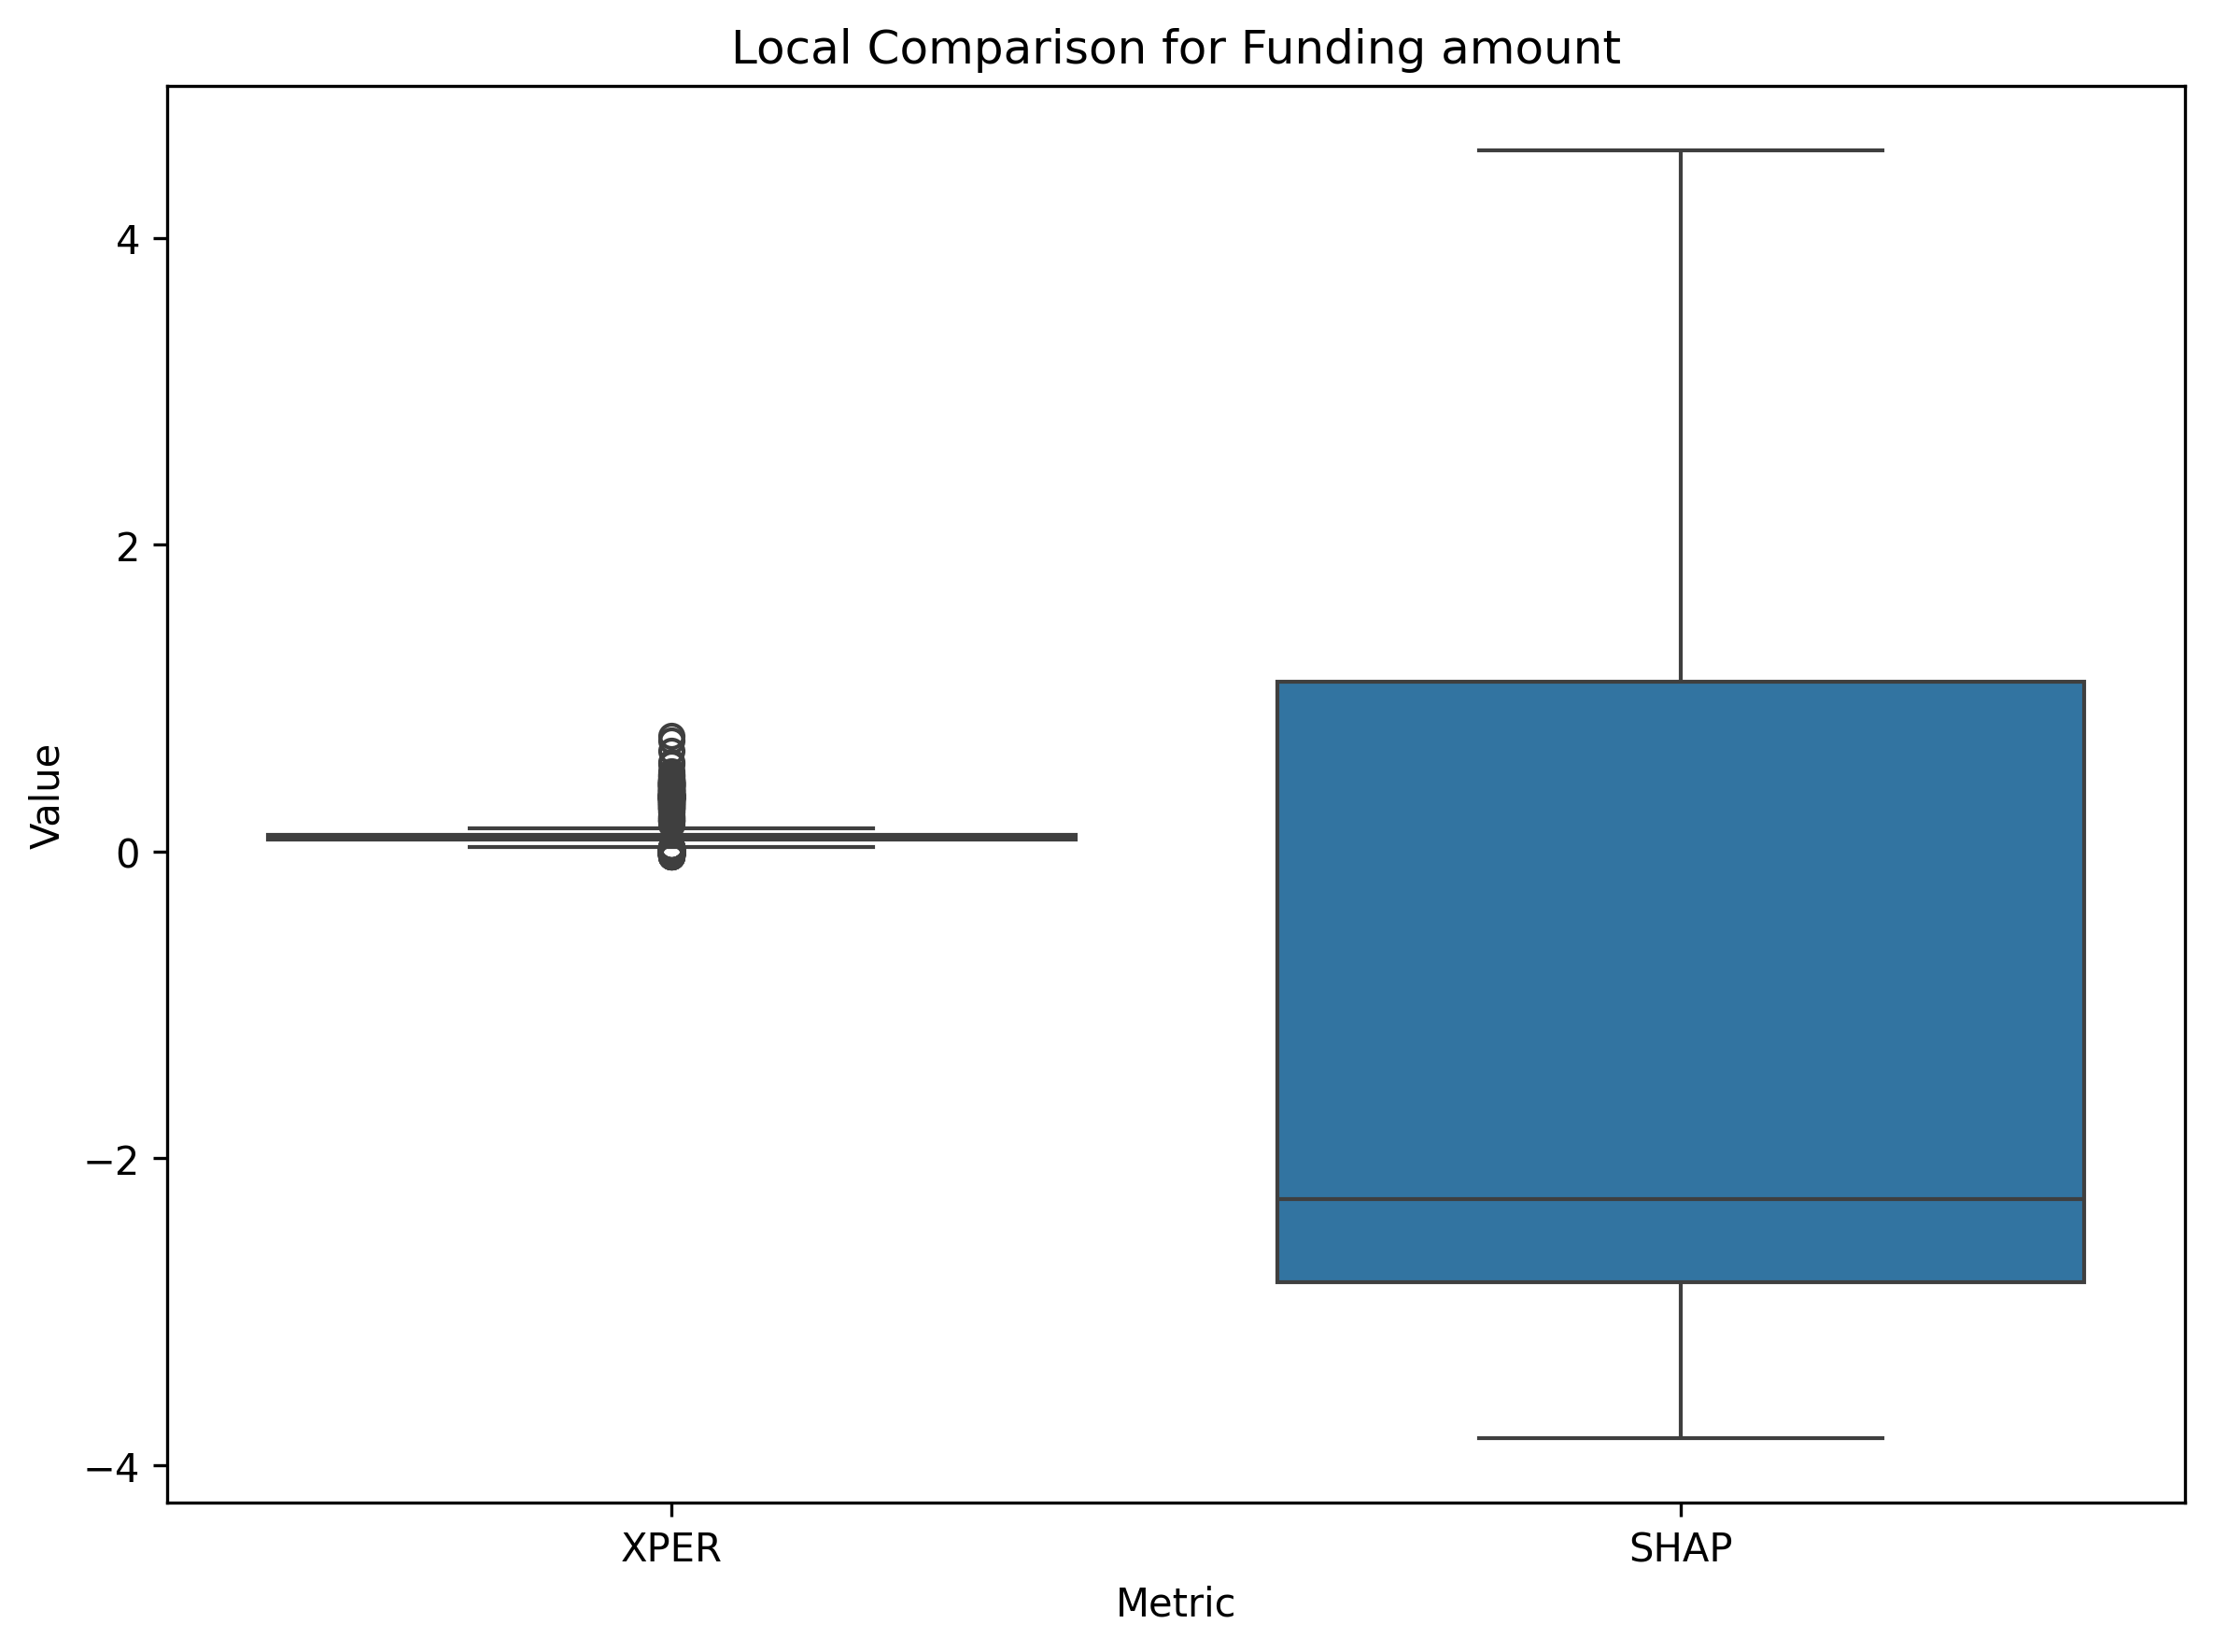 Local Comparison for Funding amount
Value
4
2
0
−2
−4
XPER
SHAP
Metric